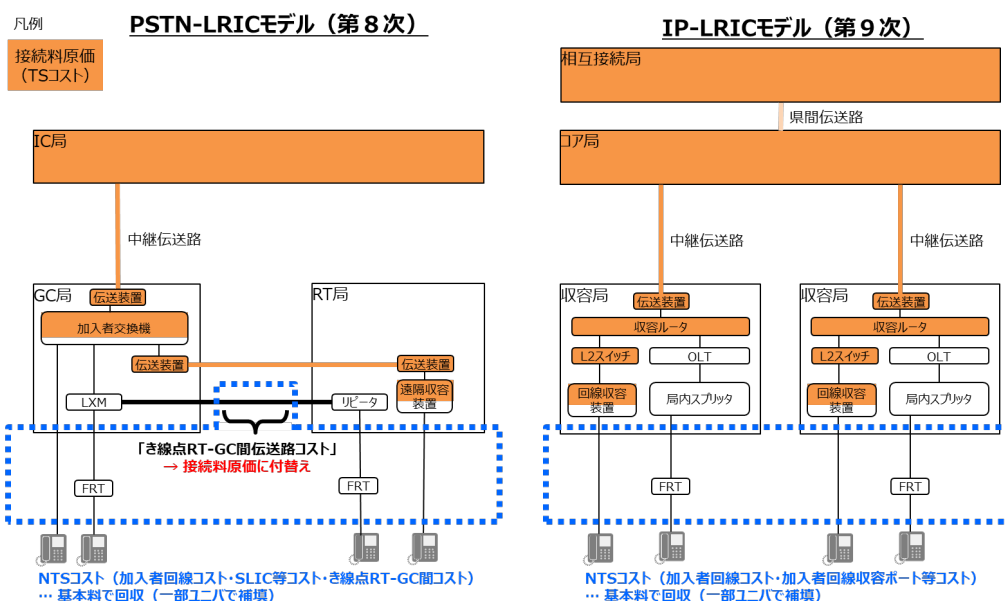 凡例
PSTN-LRICモデル（第８次）
IP-LRICモデル（第９次）
接続料原価
（TSコスト）
相互接続局
県間伝送路
IC局
コア局
中継伝送路
中継伝送路
中継伝送路
GC局
伝送装置
加入者交換機
伝送装置
LXM
RT局
伝送装置
遠隔収容
装置
リピータ
収容局
伝送装置
収容ルータ
L2スイッチ
OLT
回線収容
装置
局内スプリッタ
収容局
伝送装置
収容ルータ
L2スイッチ
OLT
回線収容
装置
局内スプリッタ
「き線点RT-GC間伝送路コスト」
→ 接続料原価に付替え
FRT
FRT
FRT
FRT
NTSコスト（加入者回線コスト・SLIC等コスト・き線点RT-GC間コスト）
… 基本料で回収（一部ユニバで補填）
NTSコスト（加入者回線コスト・加入者回線収容ポート等コスト）
… 基本料で回収（一部ユニバで補填）